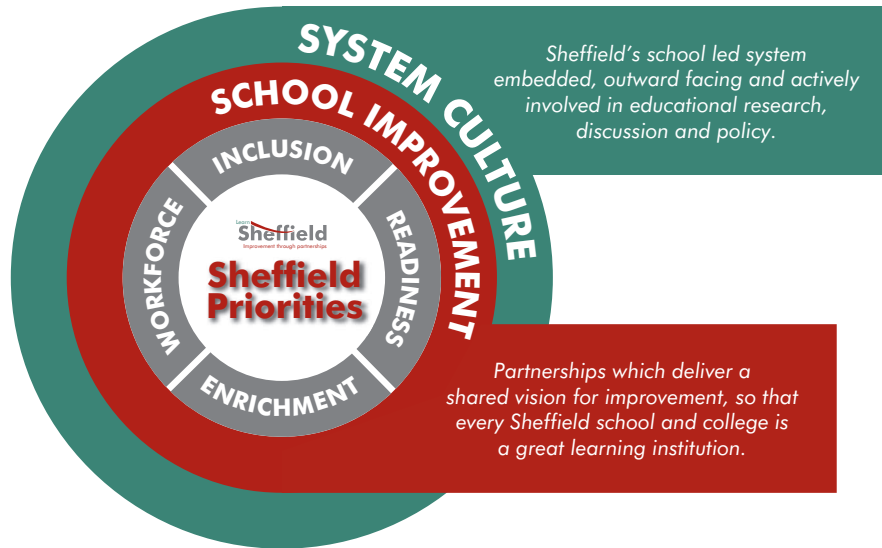 SYSTEM CULTURE
Sheffield's school led system
embedded, outward facing and actively
involved in educational research,
discussion and policy.
SCHOOL IMPROVEMENT
INCLUSION
WORKFORCE
READINESS
ENRICHMENT
Learn
Sheffield
Improvement through partnerships
Sheffield
Priorities
Partnerships which deliver a
shared vision for improvement, so that
every Sheffield school and college is
a great learning institution.